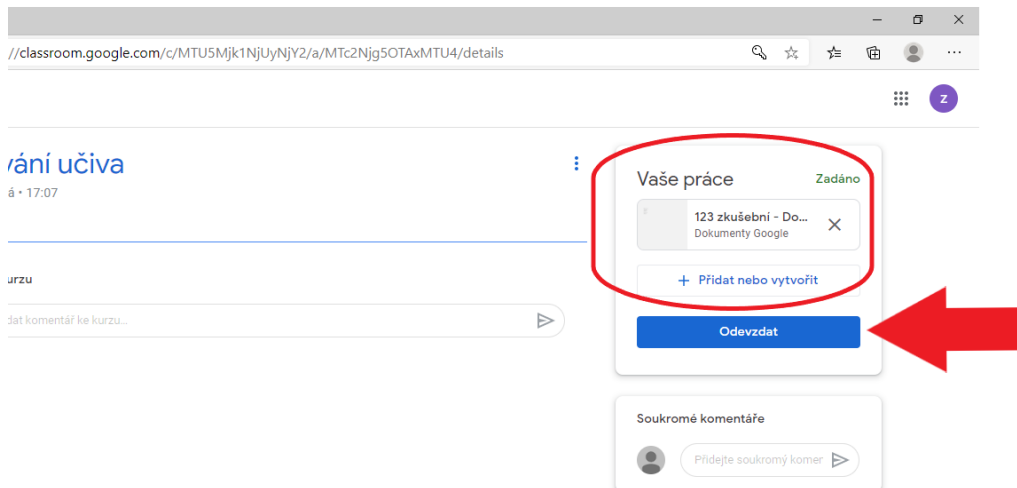 //classroom.google.com/c/MTU5Mjk1NjUyNjY2/a/MTc2Njg5OTAxMTU4/details
z
vání učiva
á • 17:07
Vaše práce
Zadáno
123 zkušební - Do...
Dokumenty Google
+ Přidat nebo vytvořit
urzu
dat komentář ke kurzu...
Odevzdat
Soukromé komentáře
Přidejte soukromý komer